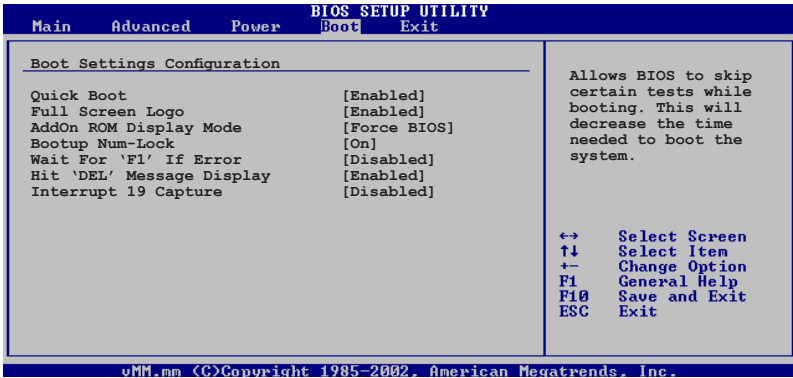 BIOS SETUP UTILITY
Main Advanced Power Boot Exit
Boot Settings Configuration
Quick Boot [Enabled]
Full Screen Logo [Enabled]
AddOn ROM Display Mode [Force BIOS]
Bootup Num-Lock [On]
Wait For ‘F1’ If Error [Disabled]
Hit ‘DEL’ Message Display [Enabled]
Interrupt 19 Capture [Disabled]
Allows BIOS to skip
certain tests while
booting. This will
decrease the time
needed to boot the
system.
←→ Select Screen
↑↓ Select Item
+- Change Option
F1 General Help
F10 Save and Exit
ESC Exit
vMM.mm (C)Copyright 1985-2002, American Megatrends, Inc.